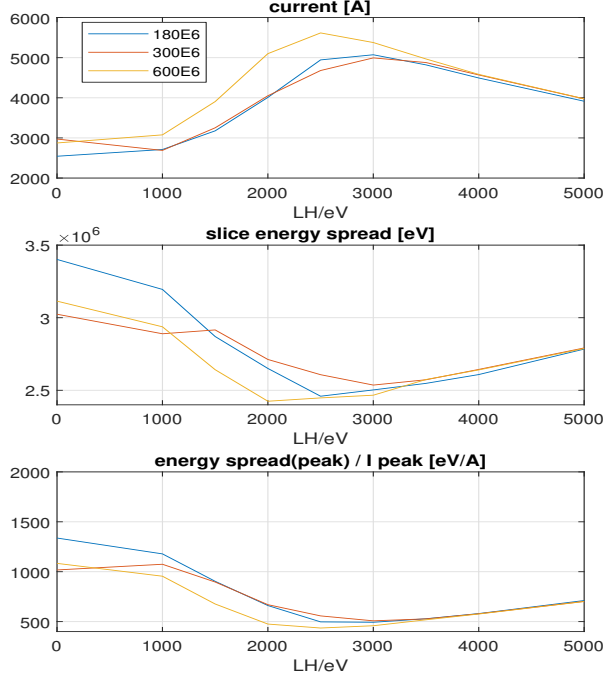 current [A]
6000
5000
4000
3000
2000
180E6
300E6
600E6
0 1000 2000 3000 4000 5000
LH/eV
×10^6
slice energy spread [eV]
3.5
3
2.5
0 1000 2000 3000 4000 5000
LH/eV
energy spread(peak) / I peak [eV/A]
2000
1500
1000
500
0 1000 2000 3000 4000 5000
LH/eV